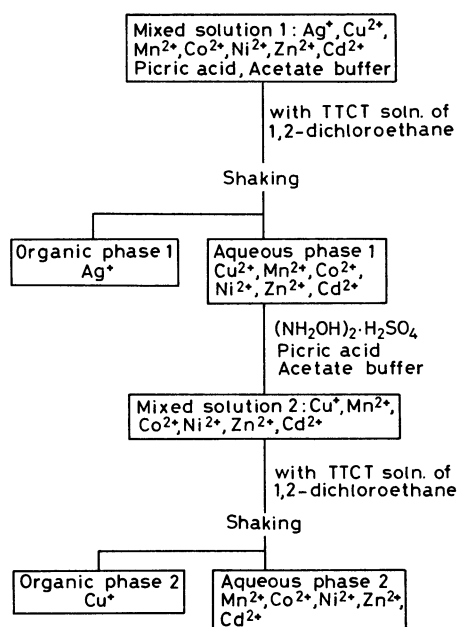 Mixed solution 1: Ag⁺, Cu²⁺,
Mn²⁺, Co²⁺, Ni²⁺, Zn²⁺, Cd²⁺
Picric acid, Acetate buffer
with TTCT soln. of
1,2-dichloroethane
Shaking
Organic phase 1
Ag⁺
Aqueous phase 1
Cu²⁺, Mn²⁺, Co²⁺,
Ni²⁺, Zn²⁺, Cd²⁺
(NH2OH)2·H2SO4
Picric acid
Acetate buffer
Mixed solution 2: Cu⁺, Mn²⁺,
Co²⁺, Ni²⁺, Zn²⁺, Cd²⁺
with TTCT soln. of
1,2-dichloroethane
Shaking
Organic phase 2
Cu⁺
Aqueous phase 2
Mn²⁺, Co²⁺, Ni²⁺, Zn²⁺,
Cd²⁺